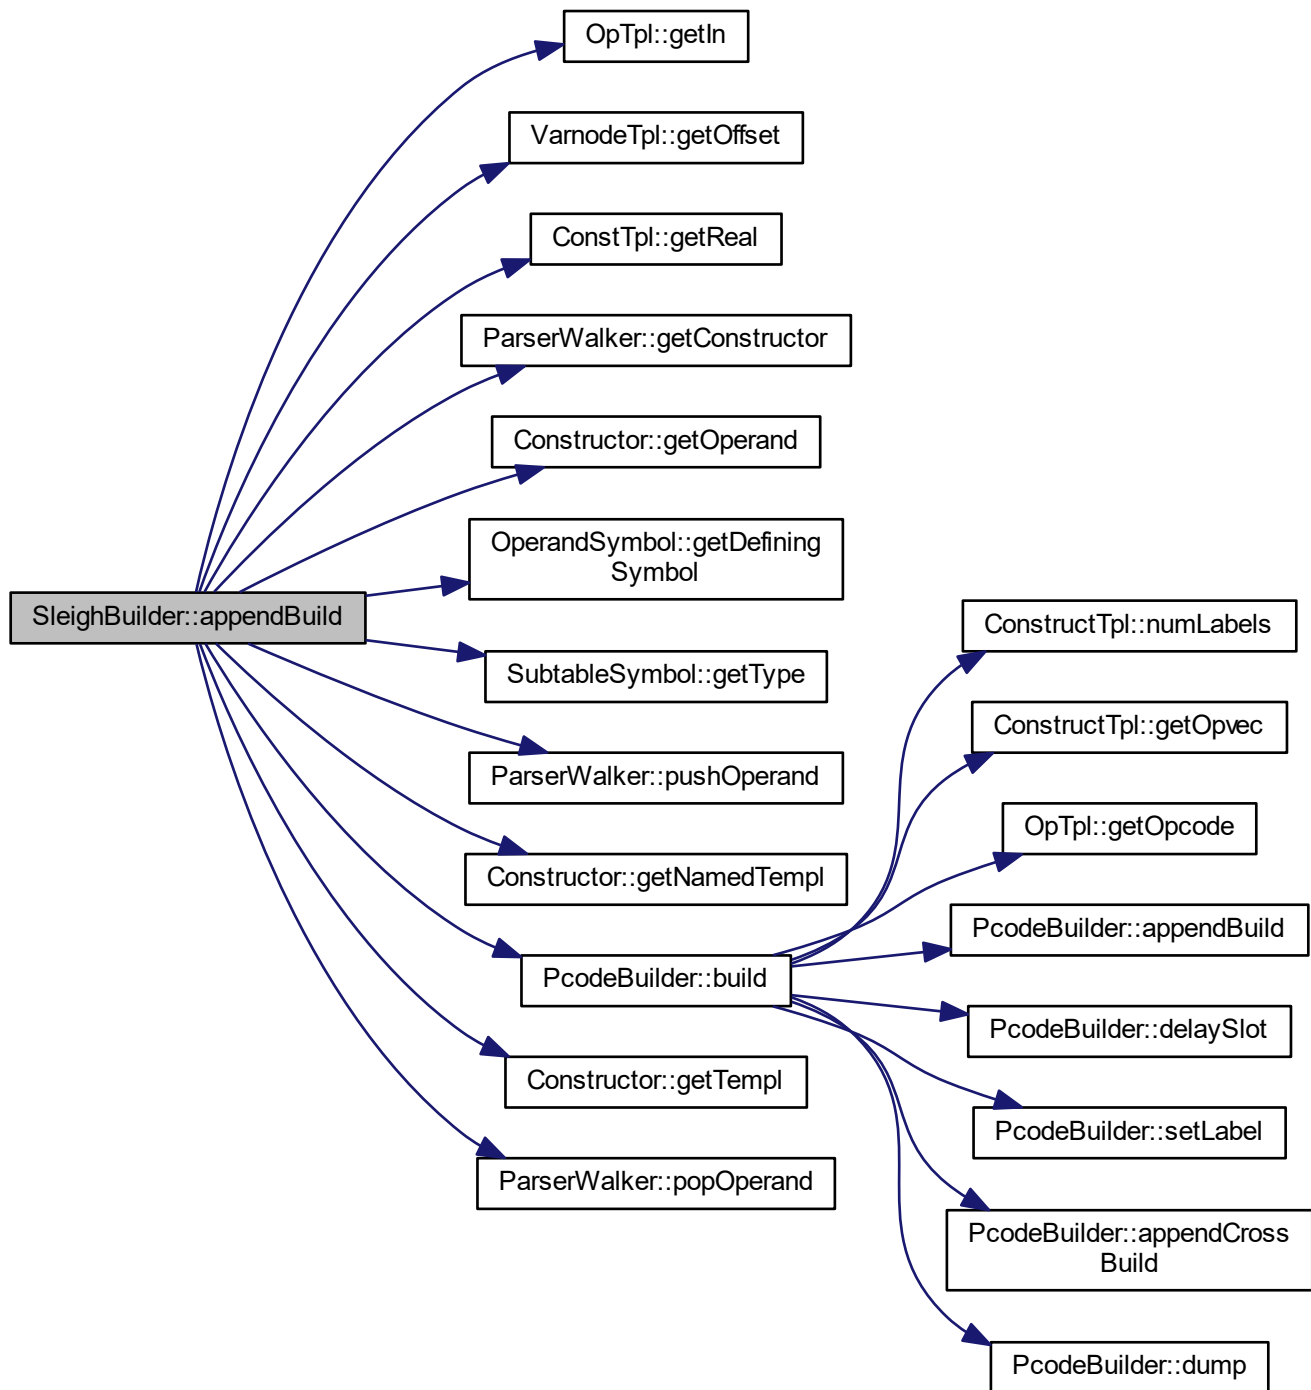 OpTpl::getIn
VarnodeTpl::getOffset
ConstTpl::getReal
ParserWalker::getConstructor
Constructor::getOperand
OperandSymbol::getDefining
Symbol
SleighBuilder::appendBuild
SubtableSymbol::getType
ParserWalker::pushOperand
Constructor::getNamedTempl
PcodeBuilder::build
Constructor::getTempl
ParserWalker::popOperand
ConstructTpl::numLabels
ConstructTpl::getOpvec
OpTpl::getOpcode
PcodeBuilder::appendBuild
PcodeBuilder::delaySlot
PcodeBuilder::setLabel
PcodeBuilder::appendCross
Build
PcodeBuilder::dump